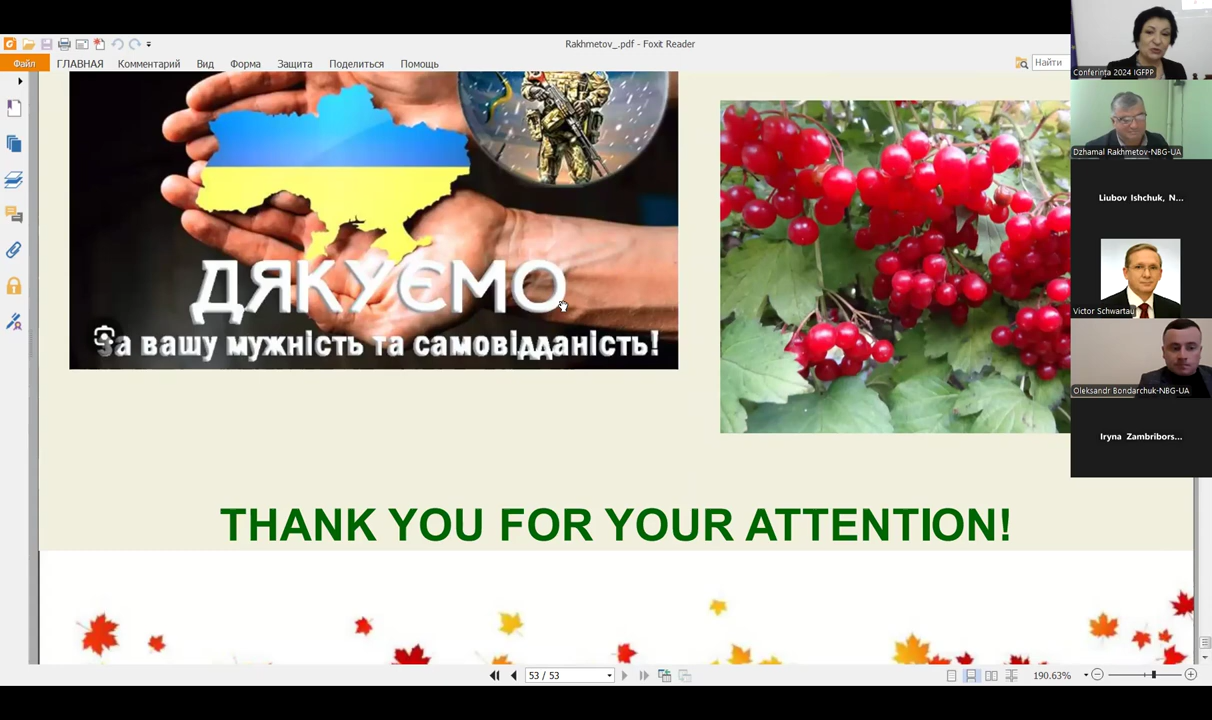 Rakhmetov_.pdf - Foxit Reader
Файл ГЛАВНАЯ Комментарий Вид Форма Защита Поделиться Помощь
Найти
ДЯКУЄМО
За вашу мужність та самовідданість!
THANK YOU FOR YOUR ATTENTION!
53 / 53
190.63%
Conferința 2024 IGFPP
Dzhamal Rakhmetov-NBG-UA
Liubov Ishchuk, N...
Victor Schwartau
Oleksandr Bondarchuk-NBG-UA
Iryna Zambribors...